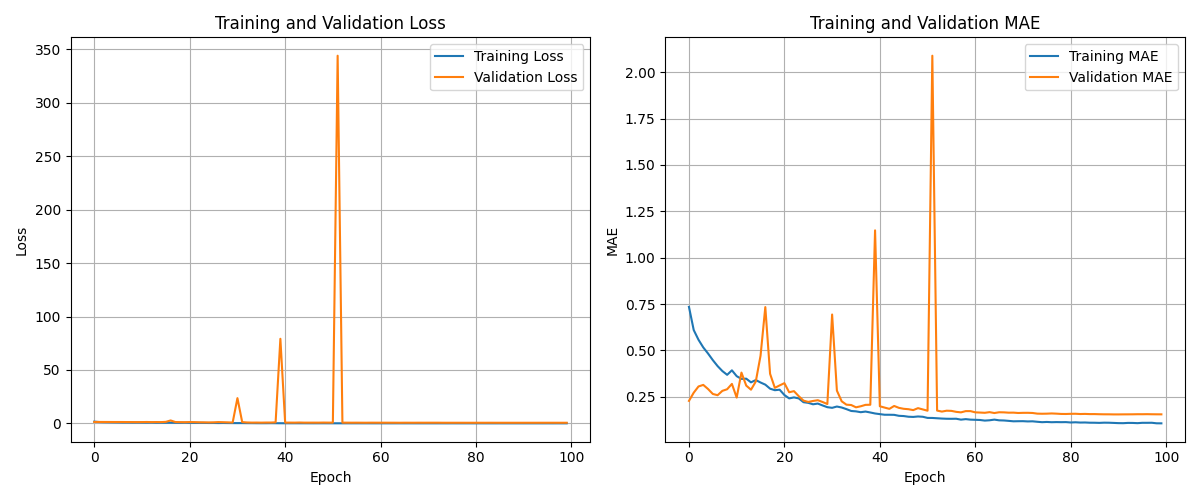 Training and Validation Loss
350
300
250
200
150
100
50
0
Loss
0
20
40
60
80
100
Epoch
Training Loss
Validation Loss
Training and Validation MAE
2.00
1.75
1.50
1.25
1.00
0.75
0.50
0.25
MAE
0
20
40
60
80
100
Epoch
Training MAE
Validation MAE